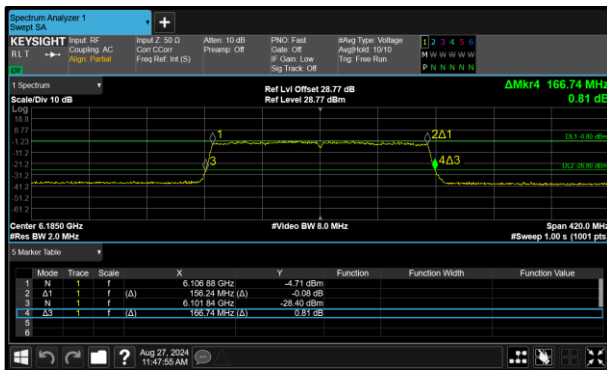 Spectrum Analyzer 1
Swept SA
KEYSIGHT Input: RF Input Z: 50 Ω Atten: 10 dB PNO: Fast #Avg Type: Voltage 1 2 3 4 5 6
RLT Coupling: AC Corr CCorr Preamp: Off Gate: Off Avg|Hold: 10/10 M W W W W W
Align: Partial Freq Ref: Int (S) IF Gain: Low Trig: Free Run
Sig Track: Off P N N N N N
1 Spectrum Ref Lvl Offset 28.77 dB ΔMkr4 166.74 MHz
Scale/Div 10 dB Ref Level 28.77 dBm 0.81 dB
Log
18.8
8.77 1 2Δ1
-1.23
-11.2
-21.2 3 4Δ3
-31.2
-41.2
-51.2
-61.2
Center 6.1850 GHz #Video BW 8.0 MHz Span 420.0 MHz
#Res BW 2.0 MHz #Sweep 1.00 s (1001 pts)
5 Marker Table
Mode Trace Scale X Y Function Function Width Function Value
1 N 1 f 6.106 88 GHz -4.71 dBm
2 Δ1 1 f (Δ) 156.24 MHz (Δ) -0.08 dB
3 N 1 f 6.101 84 GHz -28.40 dBm
4 Δ3 1 f (Δ) 166.74 MHz (Δ) 0.81 dB
5
6
? Aug 27, 2024
11:47:55 AM